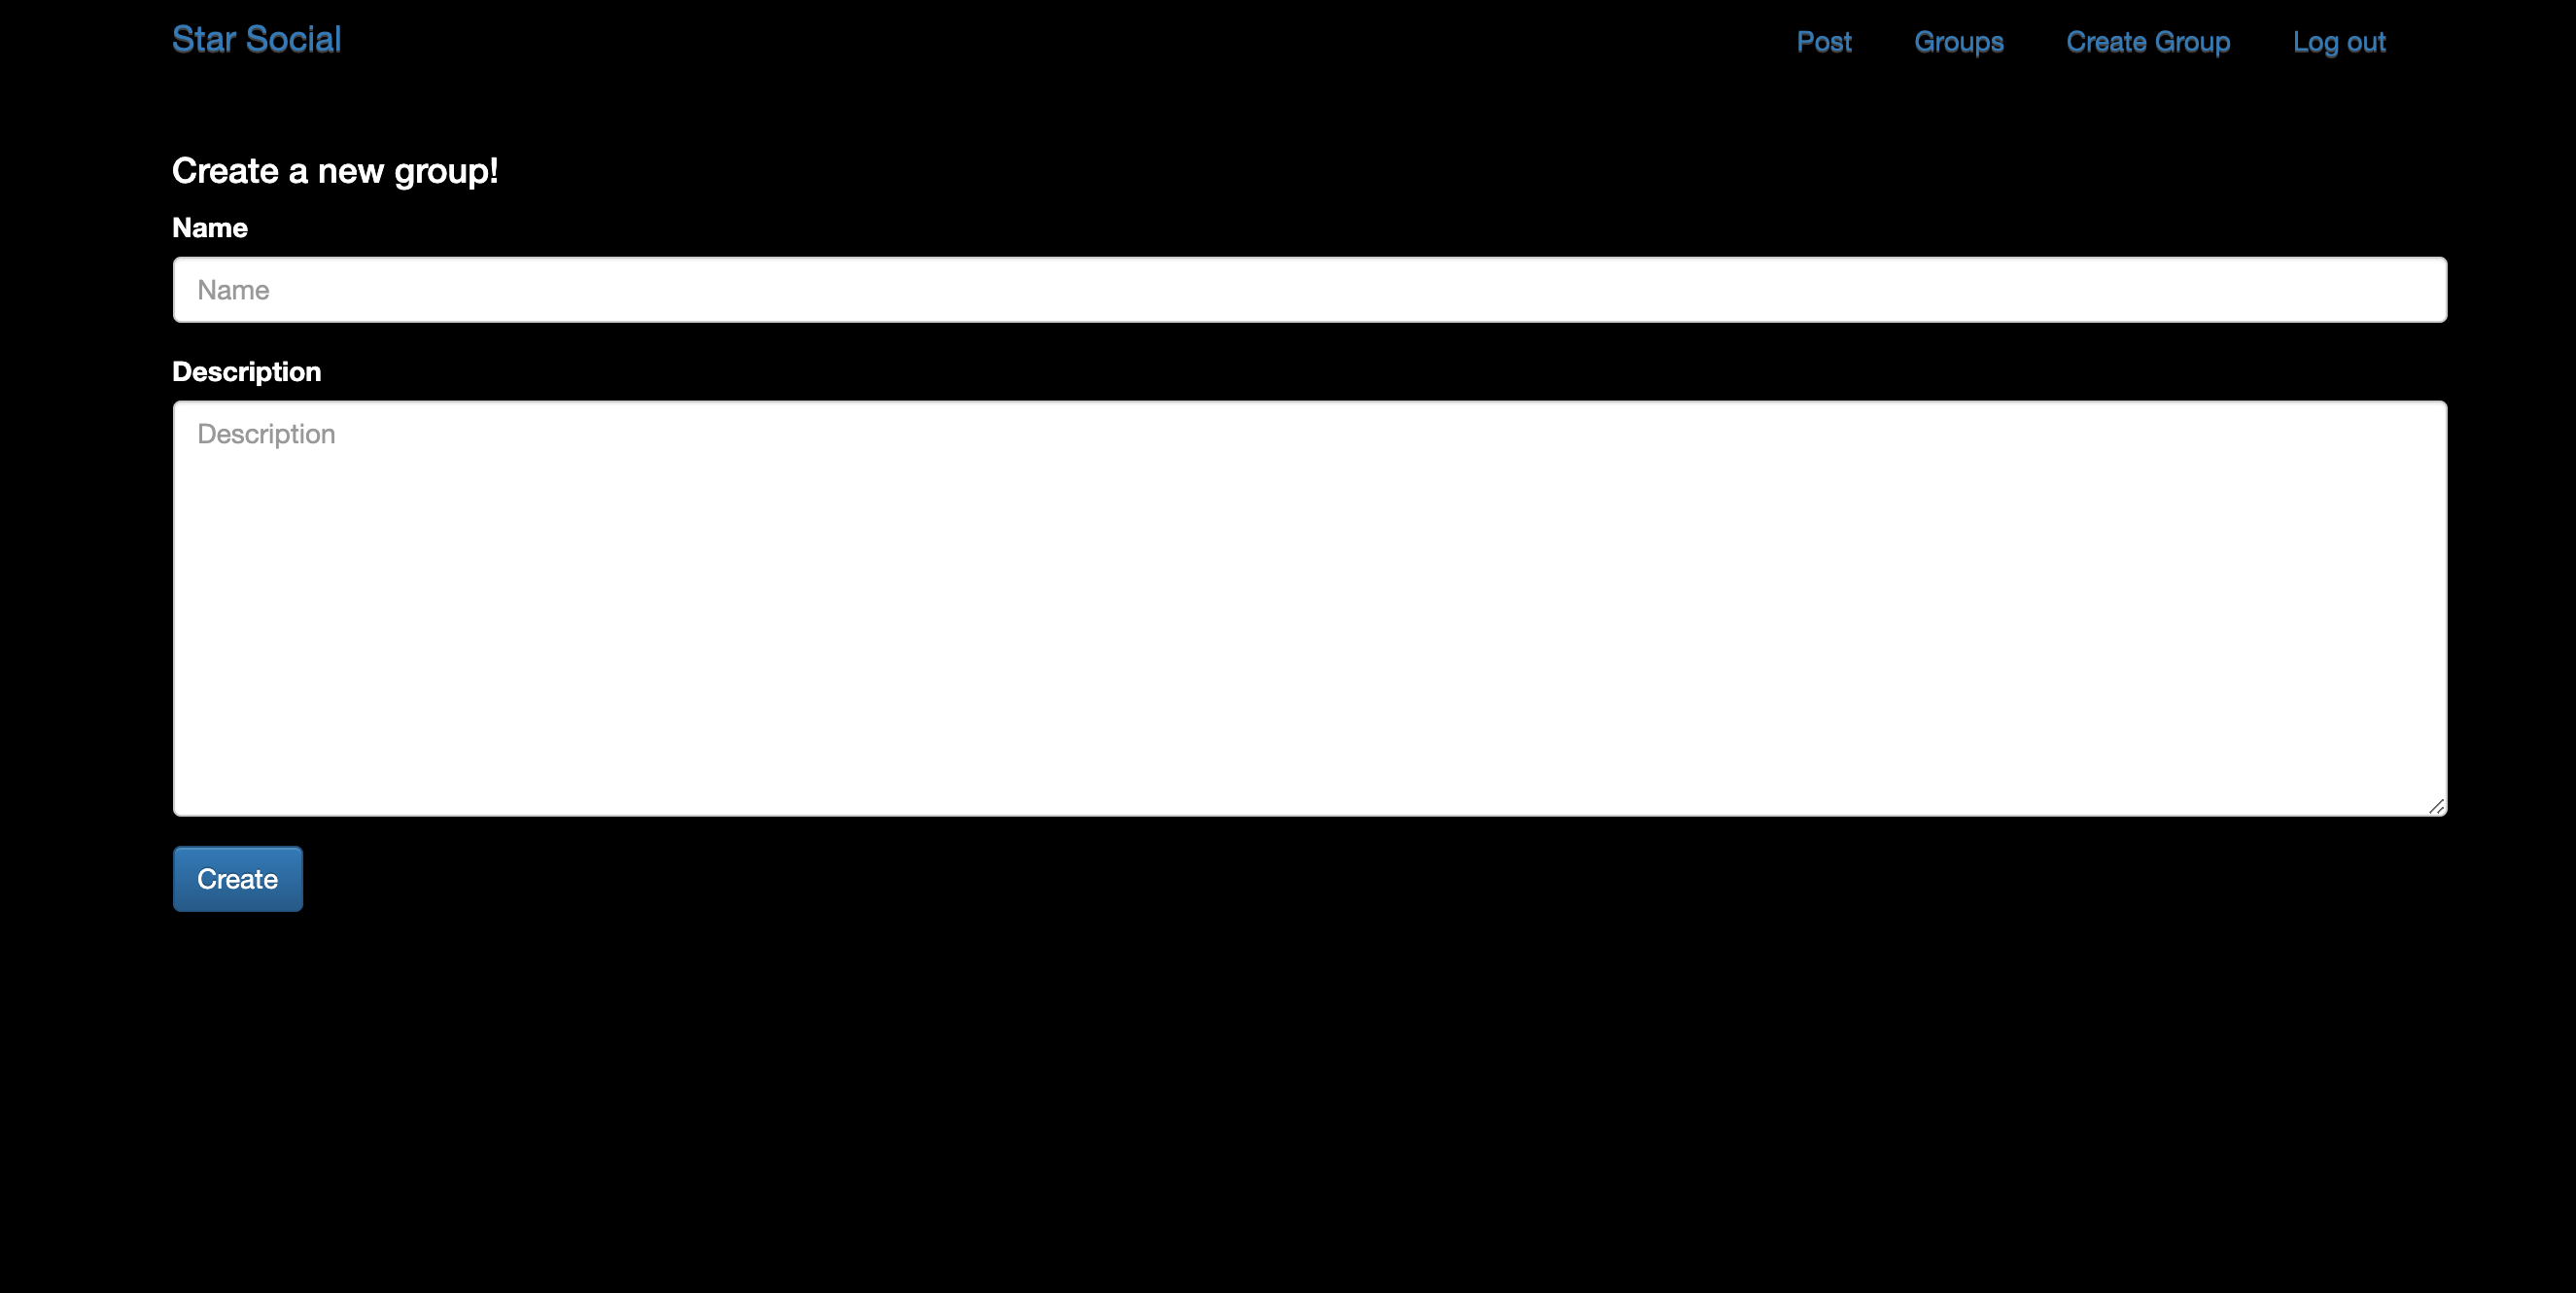 Star Social Post Groups Create Group Log out
Create a new group!
Name
Name
Description
Description
Create